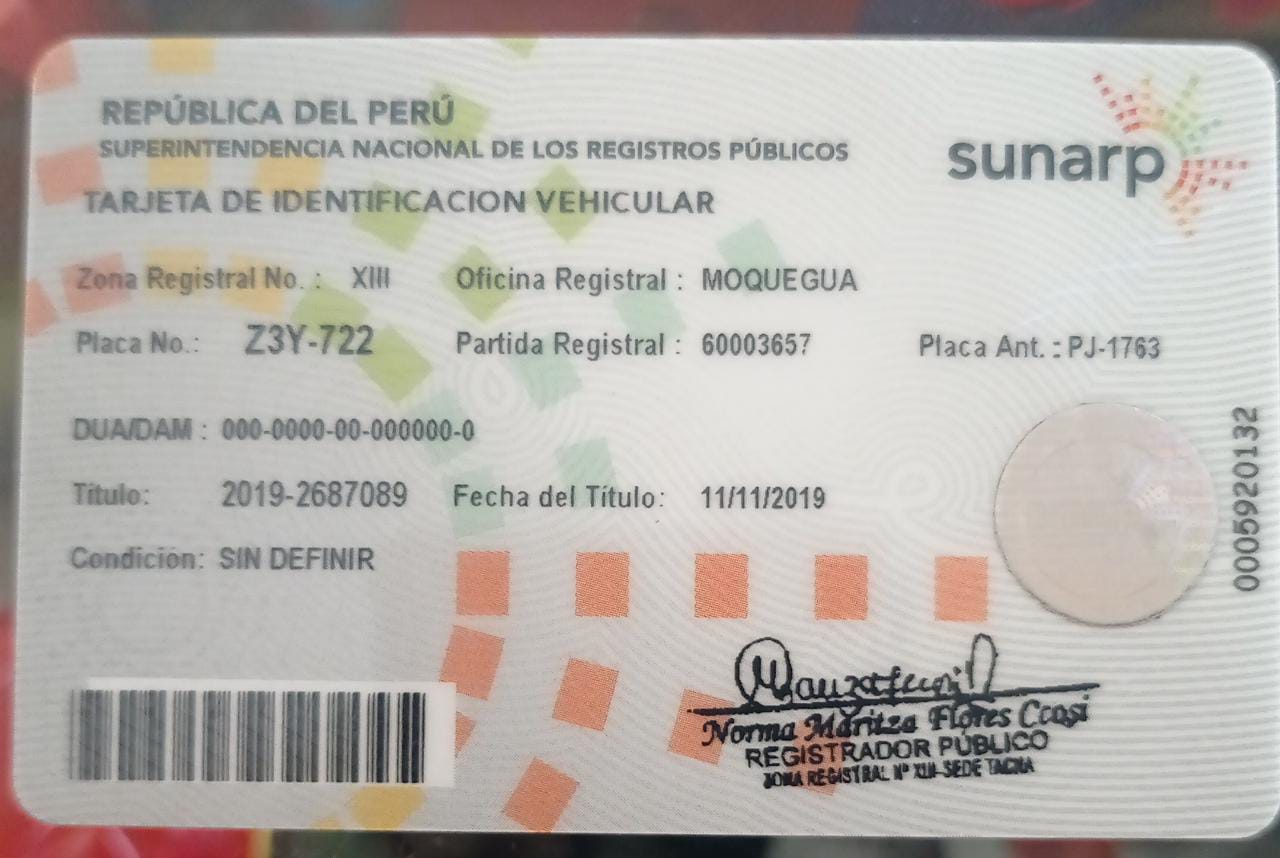 REPÚBLICA DEL PERÚ
SUPERINTENDENCIA NACIONAL DE LOS REGISTROS PÚBLICOS
sunarp
TARJETA DE IDENTIFICACION VEHICULAR
Zona Registral No. : XIII Oficina Registral : MOQUEGUA
Placa No.: Z3Y-722 Partida Registral : 60003657 Placa Ant. : PJ-1763
DUA/DAM : 000-0000-00-000000-0
Título: 2019-2687089 Fecha del Título: 11/11/2019
Condición: SIN DEFINIR
0005920132
Norma Maritza Flores Ccosi
REGISTRADOR PÚBLICO
ZONA REGISTRAL Nº XIII-SEDE TACNA